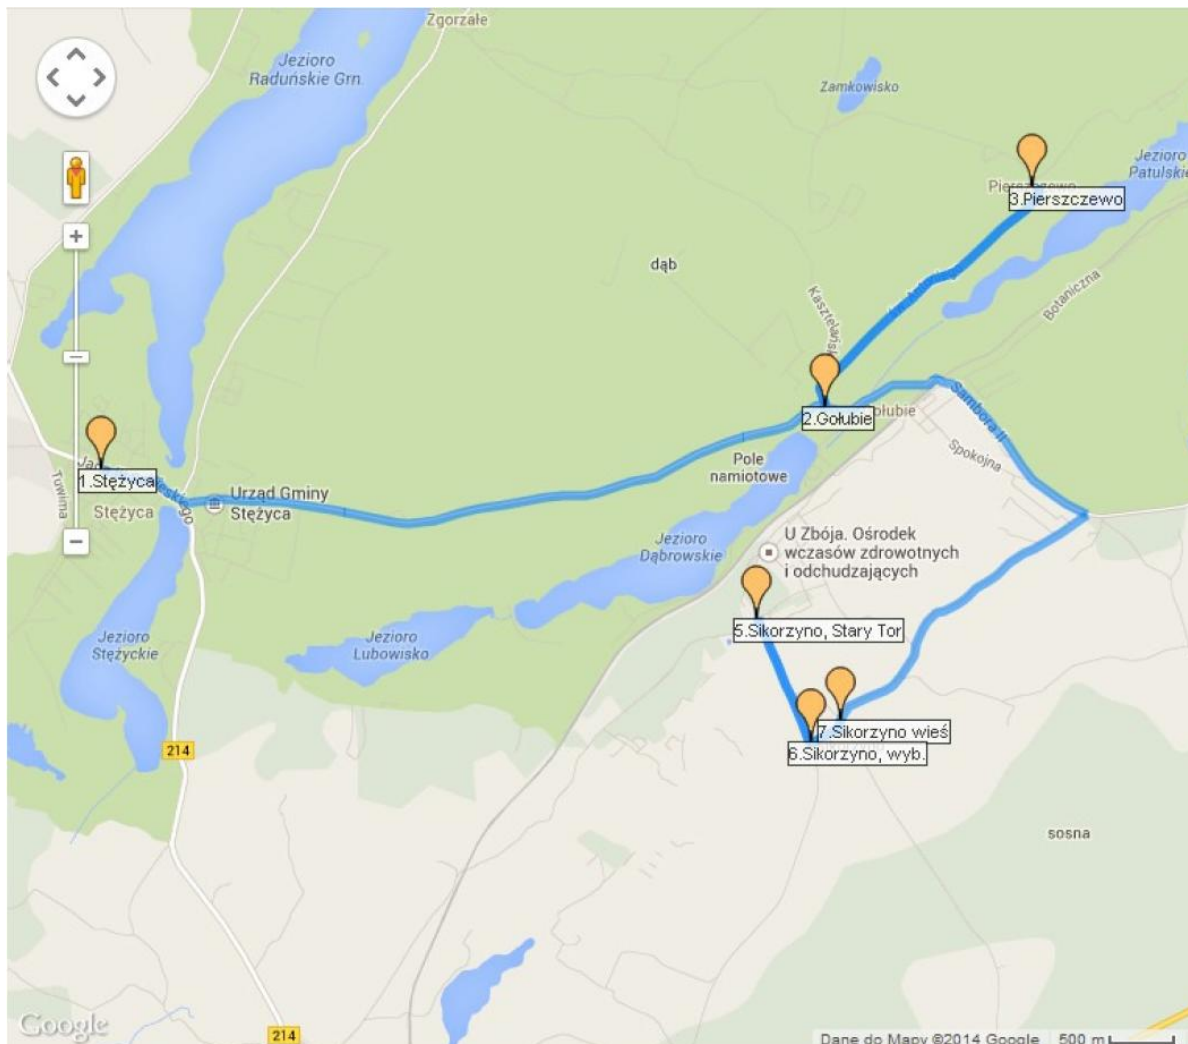 Zgorzałe
Jezioro
Raduńskie Grn.
Zamkowisko
Jezioro
Patulskie
Pierszczewo
3.Pierszczewo
dąb
Botaniczna
2.Gołubie
Sambora II
Spokojna
Pole
namiotowe
1.Stężyca
Tuwima
Stężyca
Urząd Gminy
Stężyca
U Zbója. Ośrodek
wczasów zdrowotnych
i odchudzających
Jezioro
Dąbrowskie
5.Sikorzyno, Stary Tor
Jezioro
Stężyckie
Jezioro
Lubowisko
7.Sikorzyno wieś
6.Sikorzyno, wyb.
214
sosna
214
Google
Dane do Mapy ©2014 Google
500 m